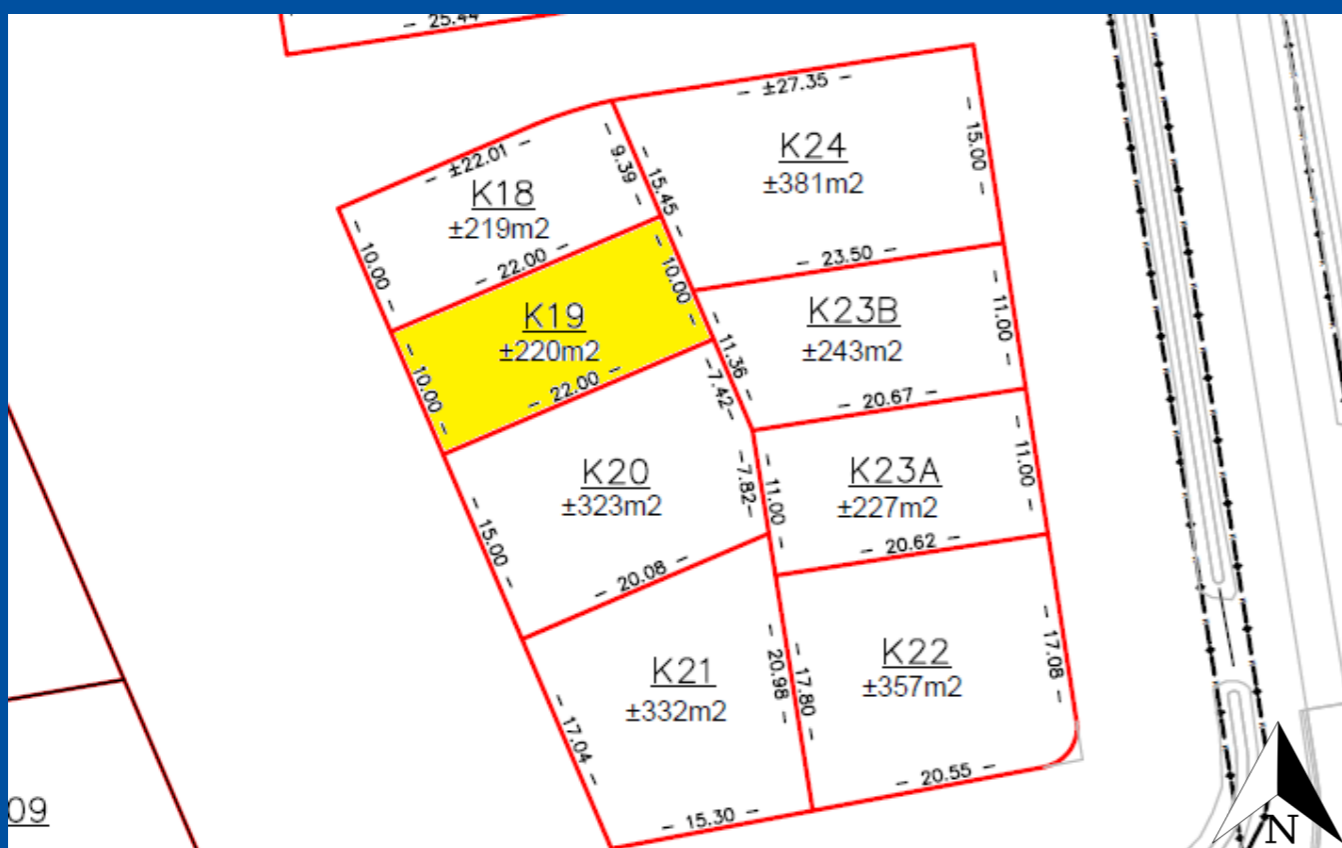 – 25.44
– ±27.35 –
– 15.00 –
K24
±381m2
– ±22.01 –
– 9.39 –
– 15.45 –
K18
±219m2
– 10.00 –
– 22.00 –
– 10.00 –
– 23.50 –
K19
±220m2
K23B
±243m2
– 11.00 –
– 11.36 –
– 10.00 –
– 22.00 –
–7.42–
– 20.67 –
K20
±323m2
–7.82–
– 11.00 –
K23A
±227m2
– 11.00 –
– 15.00 –
– 20.08 –
– 20.62 –
K21
±332m2
– 20.98 –
– 17.80 –
K22
±357m2
– 17.08 –
– 17.04 –
– 15.30 –
– 20.55 –
09
N